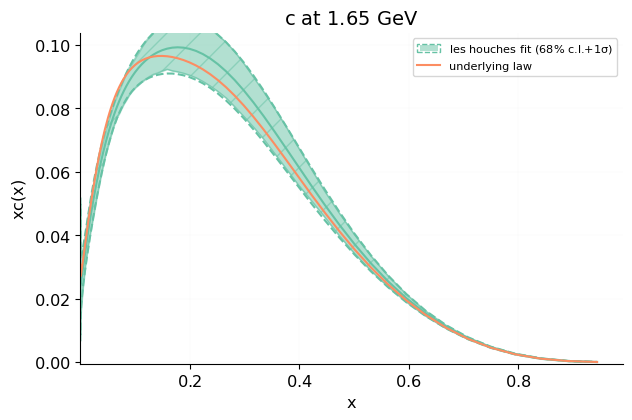 c at 1.65 GeV
les houches fit (68% c.l.+1σ)
underlying law
xc(x)
0.10
0.08
0.06
0.04
0.02
0.00
0.2 0.4 0.6 0.8
x